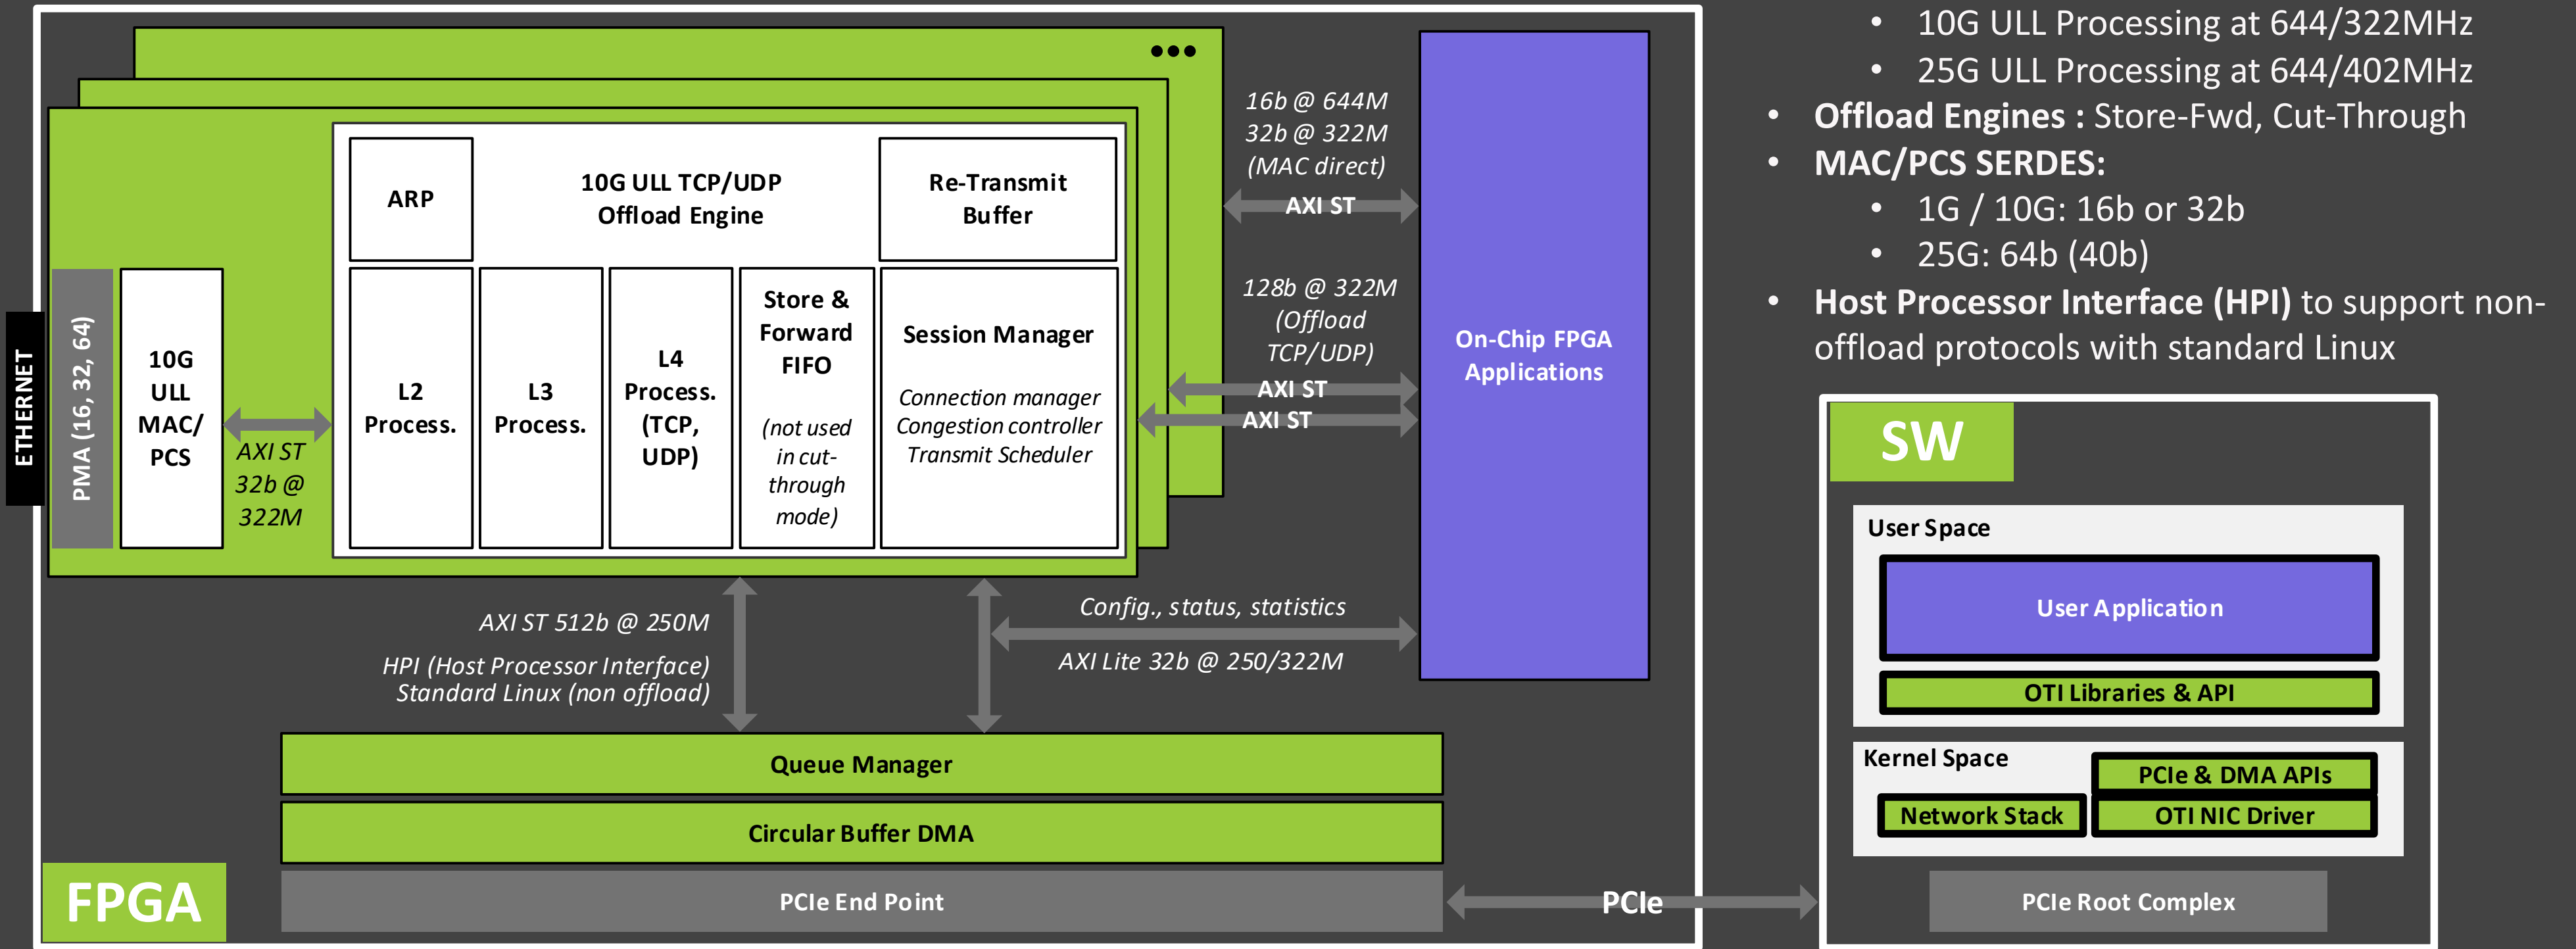 •••
ARP
10G ULL TCP/UDP
Offload Engine
Re-Transmit
Buffer
ETHERNET
PMA (16, 32, 64)
10G
ULL
MAC/
PCS
AXI ST
32b @
322M
L2
Process.
L3
Process.
L4
Process.
(TCP,
UDP)
Store &
Forward
FIFO
(not used
in cut-
through
mode)
Session Manager
Connection manager
Congestion controller
Transmit Scheduler
16b @ 644M
32b @ 322M
(MAC direct)
AXI ST
128b @ 322M
(Offload
TCP/UDP)
AXI ST
AXI ST
On-Chip FPGA
Applications
AXI ST 512b @ 250M
HPI (Host Processor Interface)
Standard Linux (non offload)
Config., status, statistics
AXI Lite 32b @ 250/322M
Queue Manager
Circular Buffer DMA
PCIe End Point
FPGA
PCIe
• 10G ULL Processing at 644/322MHz
• 25G ULL Processing at 644/402MHz
• Offload Engines : Store-Fwd, Cut-Through
• MAC/PCS SERDES:
• 1G / 10G: 16b or 32b
• 25G: 64b (40b)
• Host Processor Interface (HPI) to support non-
offload protocols with standard Linux
SW
User Space
User Application
OTI Libraries & API
Kernel Space
PCIe & DMA APIs
Network Stack
OTI NIC Driver
PCIe Root Complex